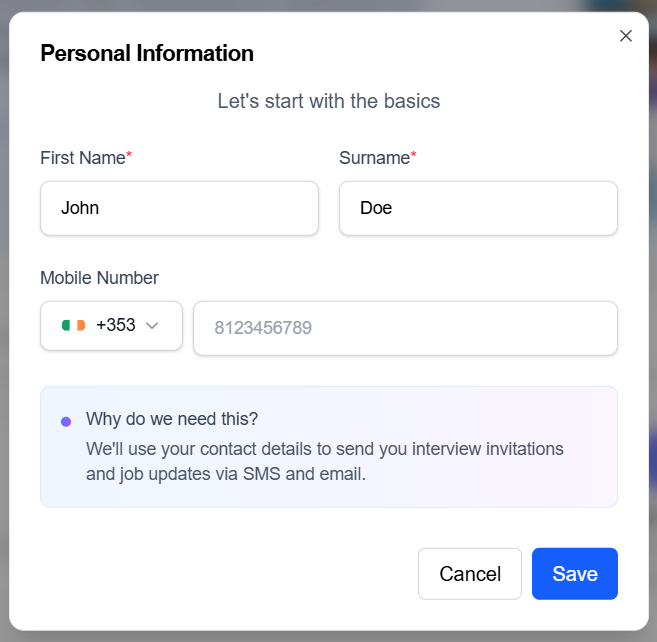 Personal Information
Let's start with the basics
First Name* Surname*
John Doe
Mobile Number
+353 8123456789
Why do we need this?
We'll use your contact details to send you interview invitations
and job updates via SMS and email.
Cancel Save